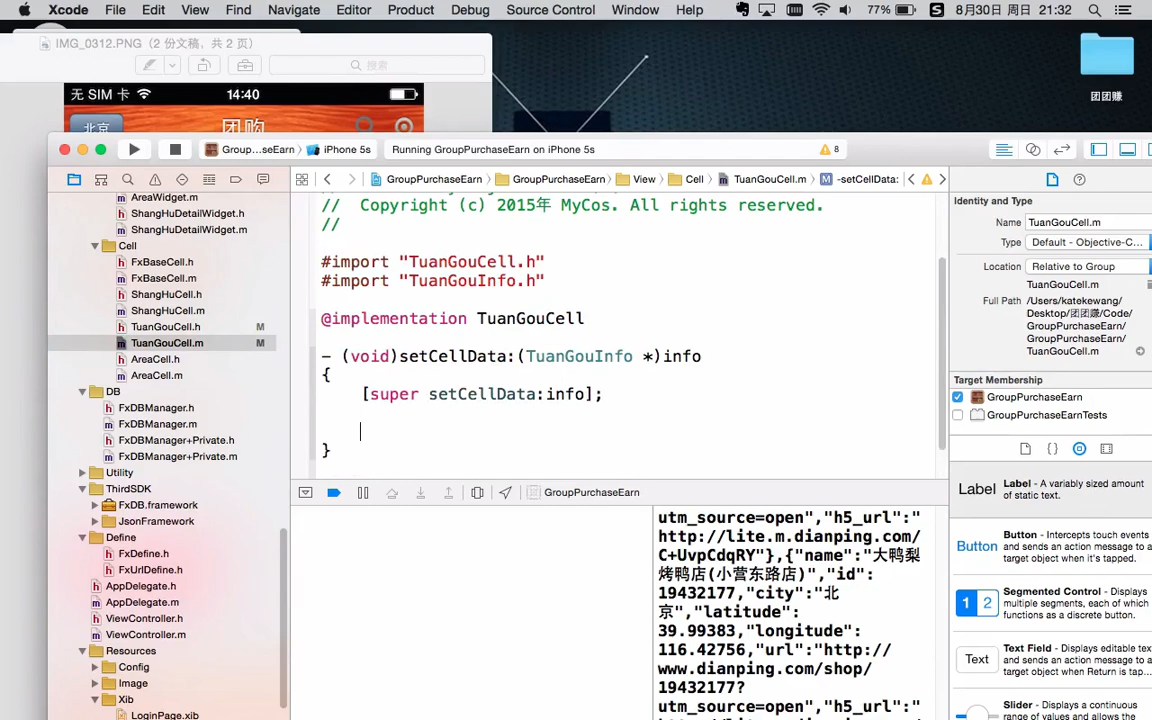 Xcode File Edit View Find Navigate Editor Product Debug Source Control Window Help 77% S 8月30日 周日 21:32
IMG_0312.PNG (2 份文稿，共 2 页)
搜索
团团赚
无 SIM 卡 14:40
北京 团购
Group...seEarn 〉 iPhone 5s Running GroupPurchaseEarn on iPhone 5s 8
GroupPurchaseEarn 〉 GroupPurchaseEarn 〉 View 〉 Cell 〉 TuanGouCell.m 〉 M -setCellData:
AreaWidget.m
ShangHuDetailWidget.h
ShangHuDetailWidget.m
Cell
FxBaseCell.h
FxBaseCell.m
ShangHuCell.h
ShangHuCell.m
TuanGouCell.h M
TuanGouCell.m M
AreaCell.h
AreaCell.m
DB
FxDBManager.h
FxDBManager.m
FxDBManager+Private.h
FxDBManager+Private.m
Utility
ThirdSDK
FxDB.framework
JsonFramework
Define
FxDefine.h
FxUrlDefine.h
AppDelegate.h
AppDelegate.m
ViewController.h
ViewController.m
Resources
Config
Image
Xib
LoginPage.xib
// Copyright (c) 2015年 MyCos. All rights reserved.
//
#import "TuanGouCell.h"
#import "TuanGouInfo.h"
@implementation TuanGouCell
- (void)setCellData:(TuanGouInfo *)info
{
[super setCellData:info];
}
GroupPurchaseEarn
utm_source=open","h5_url":"
http://lite.m.dianping.com/
C+UvpCdqRY"},{"name":"大鸭梨
烤鸭店(小营东路店)","id":
19432177,"city":"北
京","latitude":
39.99383,"longitude":
116.42756,"url":"http://
www.dianping.com/shop/
19432177?
utm_source=open","h5_url":"
Identity and Type
Name TuanGouCell.m
Type Default - Objective-C...
Location Relative to Group
TuanGouCell.m
Full Path /Users/katekewang/
Desktop/团团赚/Code/
GroupPurchaseEarn/
GroupPurchaseEarn/
TuanGouCell.m
Target Membership
GroupPurchaseEarn
GroupPurchaseEarnTests
Label Label - A variably sized amount
of static text.
Button Button - Intercepts touch events
and sends an action message to a
target object when it's tapped.
1 2 Segmented Control - Displays
multiple segments, each of which
functions as a discrete button.
Text Text Field - Displays editable text
and sends an action message to a
target object when Return is tap...
Slider - Displays a continuous
range of values and allows the